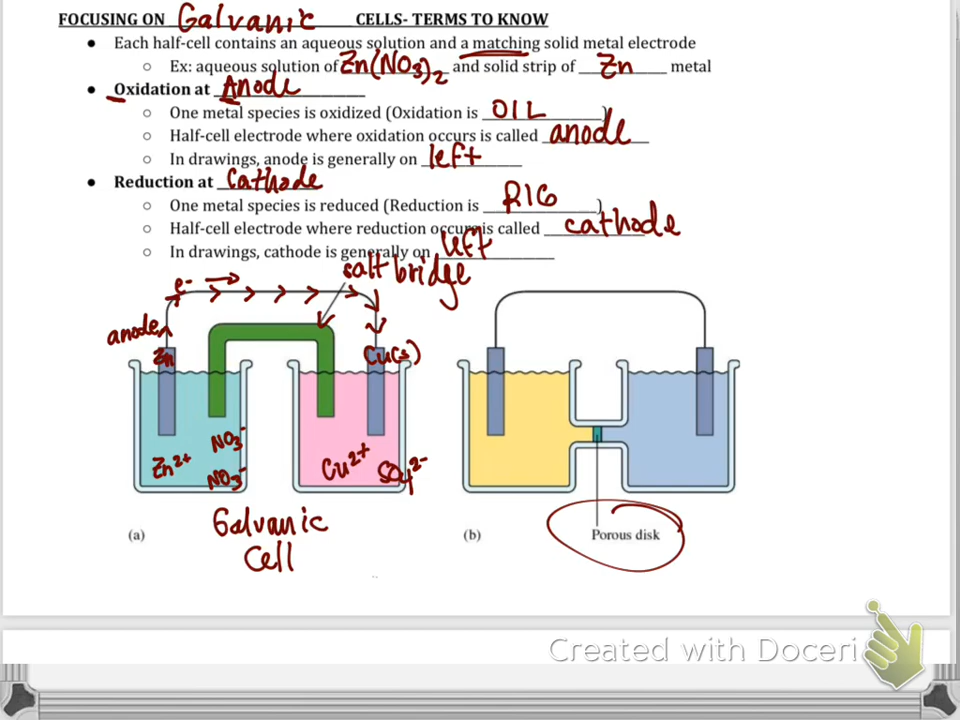 FOCUSING ON Galvanic CELLS- TERMS TO KNOW
● Each half-cell contains an aqueous solution and a matching solid metal electrode
○ Ex: aqueous solution of Zn(NO3)2 and solid strip of Zn metal
● Oxidation at Anode
○ One metal species is oxidized (Oxidation is OIL)
○ Half-cell electrode where oxidation occurs is called anode
○ In drawings, anode is generally on left
● Reduction at Cathode
○ One metal species is reduced (Reduction is RIG)
○ Half-cell electrode where reduction occurs is called cathode
○ In drawings, cathode is generally on left
salt bridge
e-
anode
Zn
Cu(s)
NO3-
Zn2+
NO3-
Cu2+
SO42-
(a)
Galvanic
Cell
(b)
Porous disk
Created with Doceri